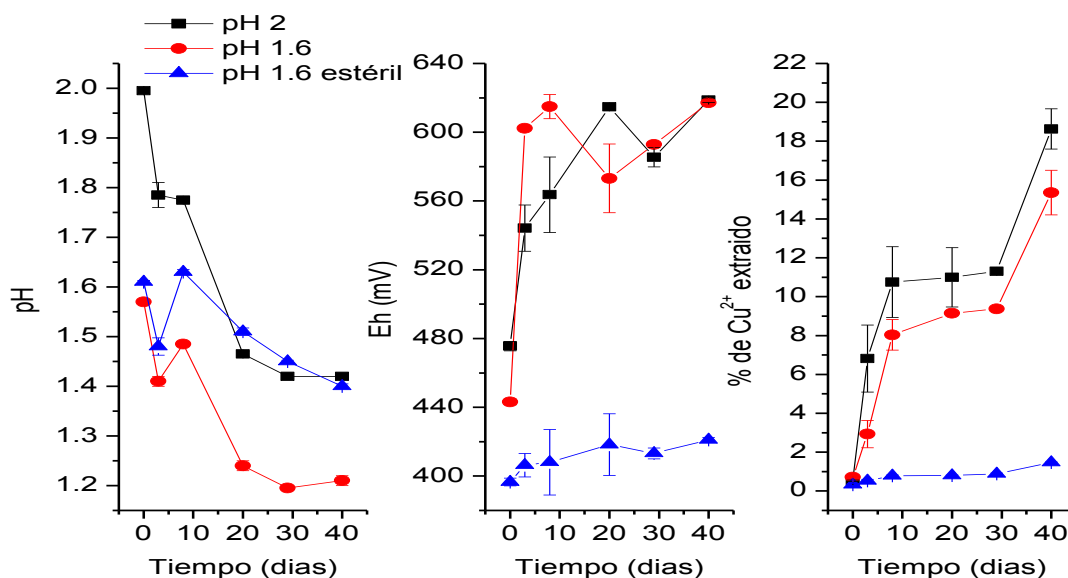 pH 2
pH 1.6
pH 1.6 estéril
pH
2.0
1.9
1.8
1.7
1.6
1.5
1.4
1.3
1.2
0 10 20 30 40
Tiempo (dias)
Eh (mV)
640
600
560
520
480
440
400
0 10 20 30 40
Tiempo (dias)
% de Cu²⁺ extraido
22
20
18
16
14
12
10
8
6
4
2
0
0 10 20 30 40
Tiempo (dias)